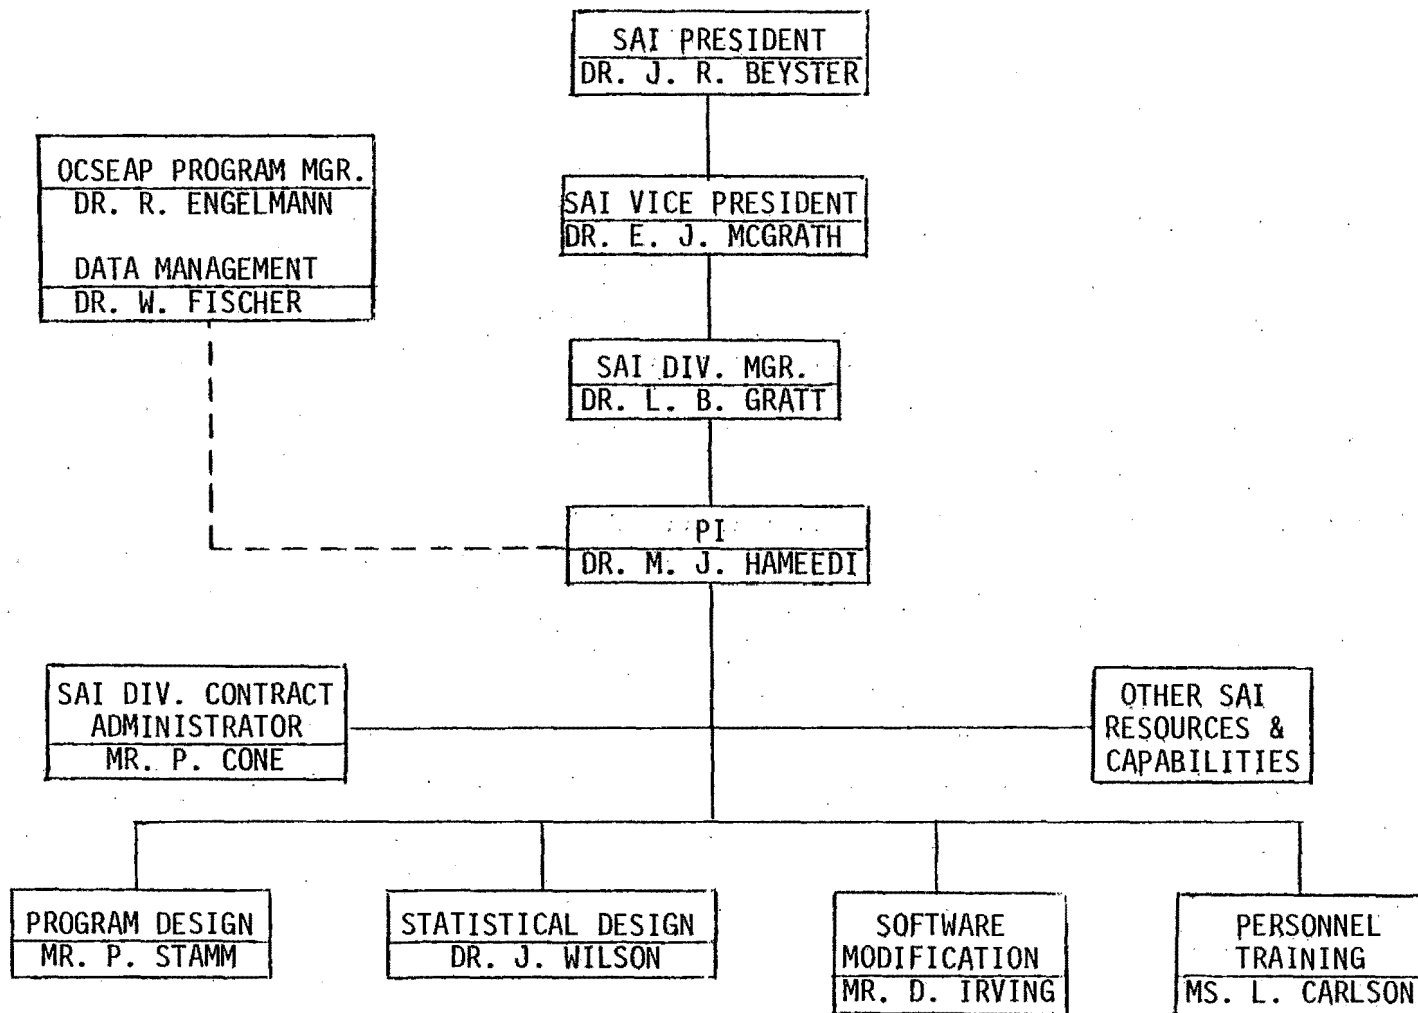 SAI PRESIDENT
DR. J. R. BEYSTER
OCSEAP PROGRAM MGR.
DR. R. ENGELMANN
DATA MANAGEMENT
DR. W. FISCHER
SAI VICE PRESIDENT
DR. E. J. MCGRATH
SAI DIV. MGR.
DR. L. B. GRATT
PI
DR. M. J. HAMEEDI
SAI DIV. CONTRACT
ADMINISTRATOR
MR. P. CONE
OTHER SAI
RESOURCES &
CAPABILITIES
PROGRAM DESIGN
MR. P. STAMM
STATISTICAL DESIGN
DR. J. WILSON
SOFTWARE
MODIFICATION
MR. D. IRVING
PERSONNEL
TRAINING
MS. L. CARLSON